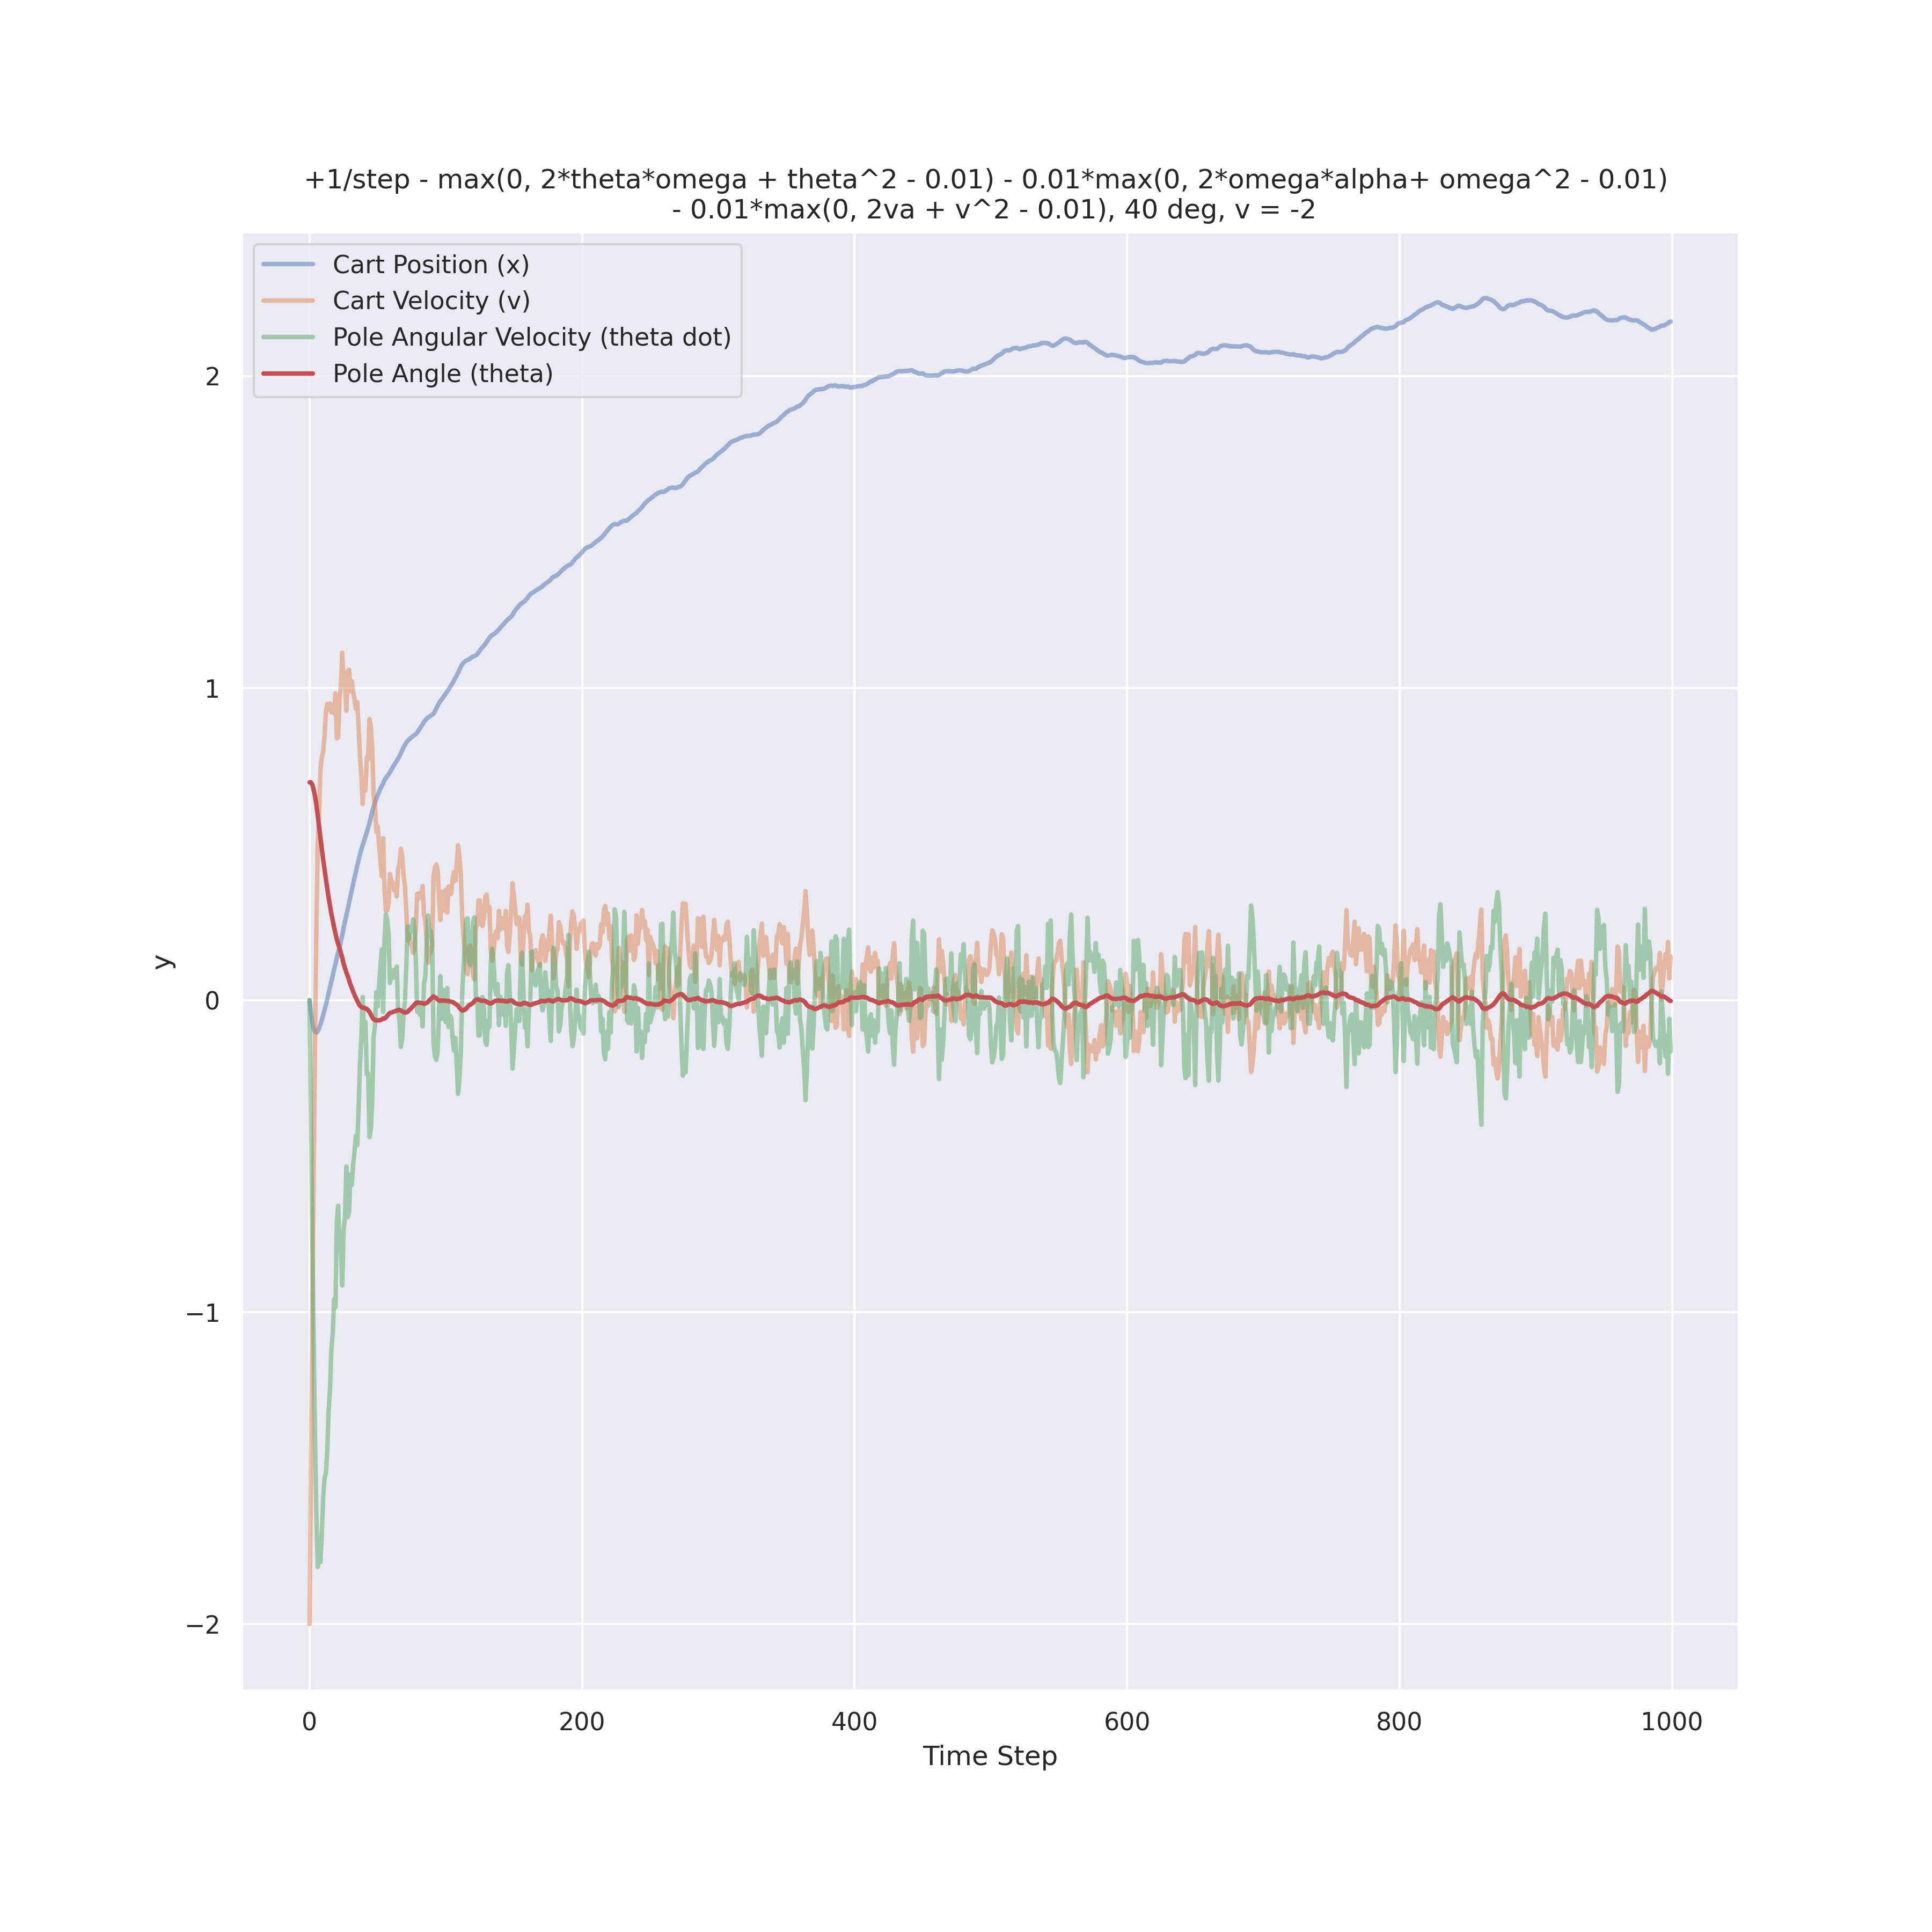 +1/step - max(0, 2*theta*omega + theta^2 - 0.01) - 0.01*max(0, 2*omega*alpha+ omega^2 - 0.01)
- 0.01*max(0, 2va + v^2 - 0.01), 40 deg, v = -2
Cart Position (x)
Cart Velocity (v)
Pole Angular Velocity (theta dot)
Pole Angle (theta)
2
1
0
−1
−2
y
0 200 400 600 800 1000
Time Step